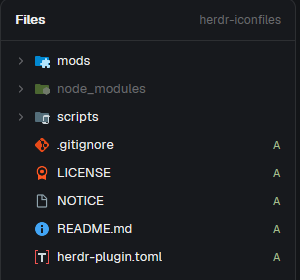 Files herdr-iconfiles
mods
node_modules
scripts
.gitignore A
LICENSE A
NOTICE A
README.md A
herdr-plugin.toml A